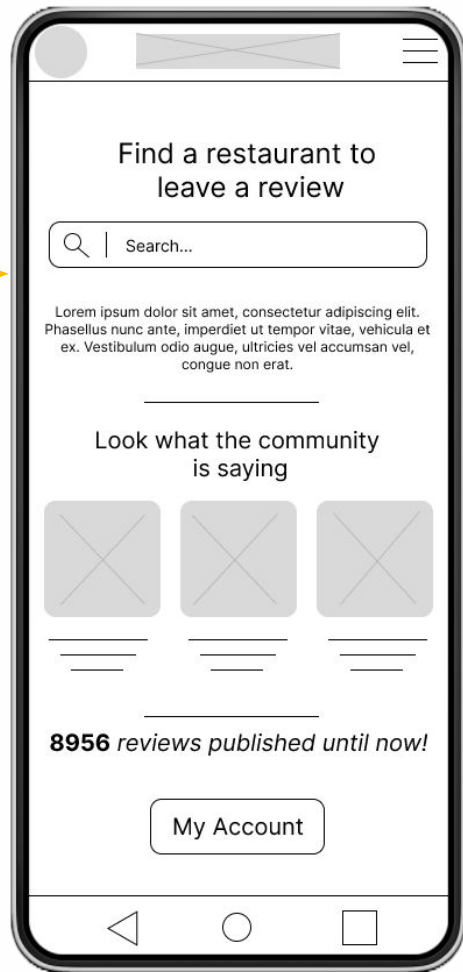 Find a restaurant to
leave a review
Search...
Lorem ipsum dolor sit amet, consectetur adipiscing elit.
Phasellus nunc ante, imperdiet ut tempor vitae, vehicula et
ex. Vestibulum odio augue, ultricies vel accumsan vel,
congue non erat.
Look what the community
is saying
8956 reviews published until now!
My Account